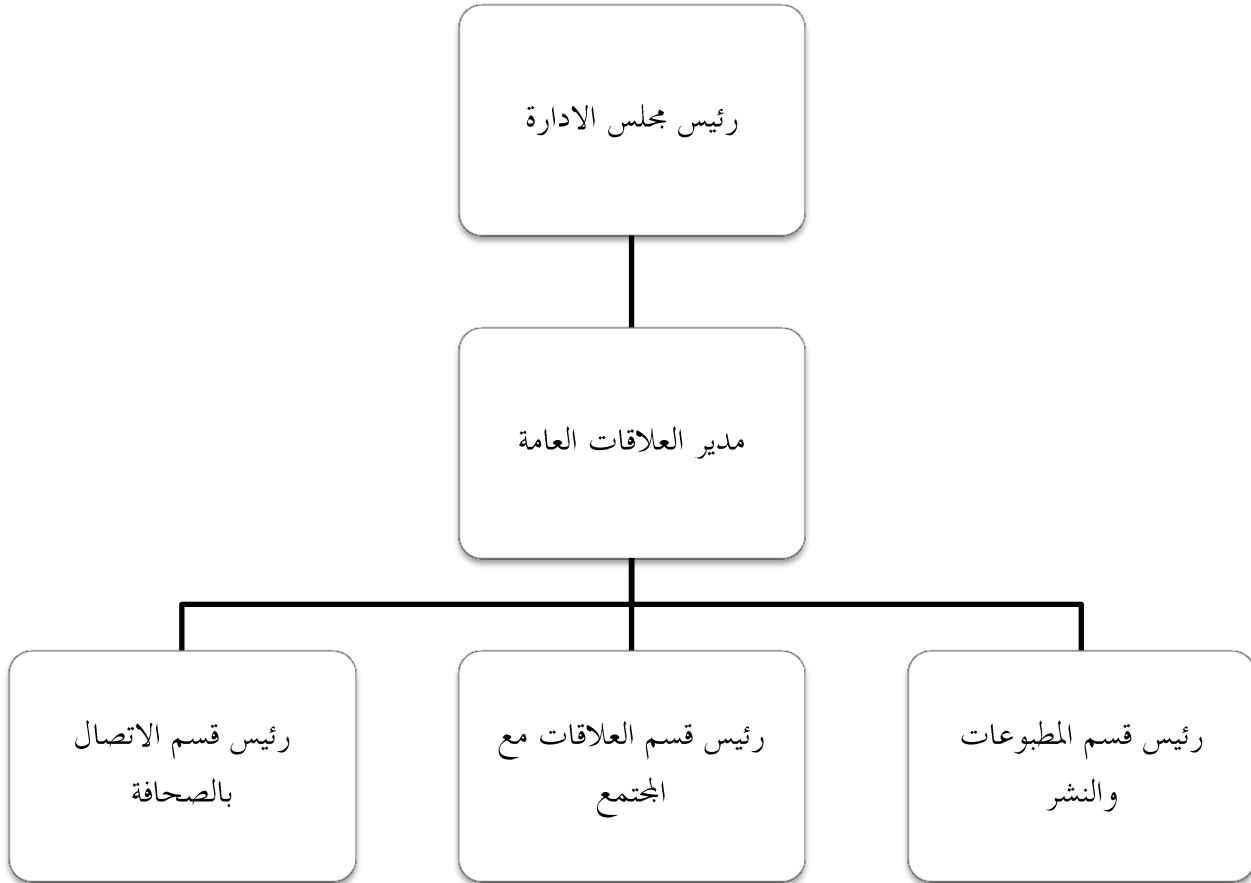 رئيس مجلس الادارة
مدير العلاقات العامة
رئيس قسم المطبوعات
والنشر
رئيس قسم العلاقات مع
المجتمع
رئيس قسم الاتصال
بالصحافة